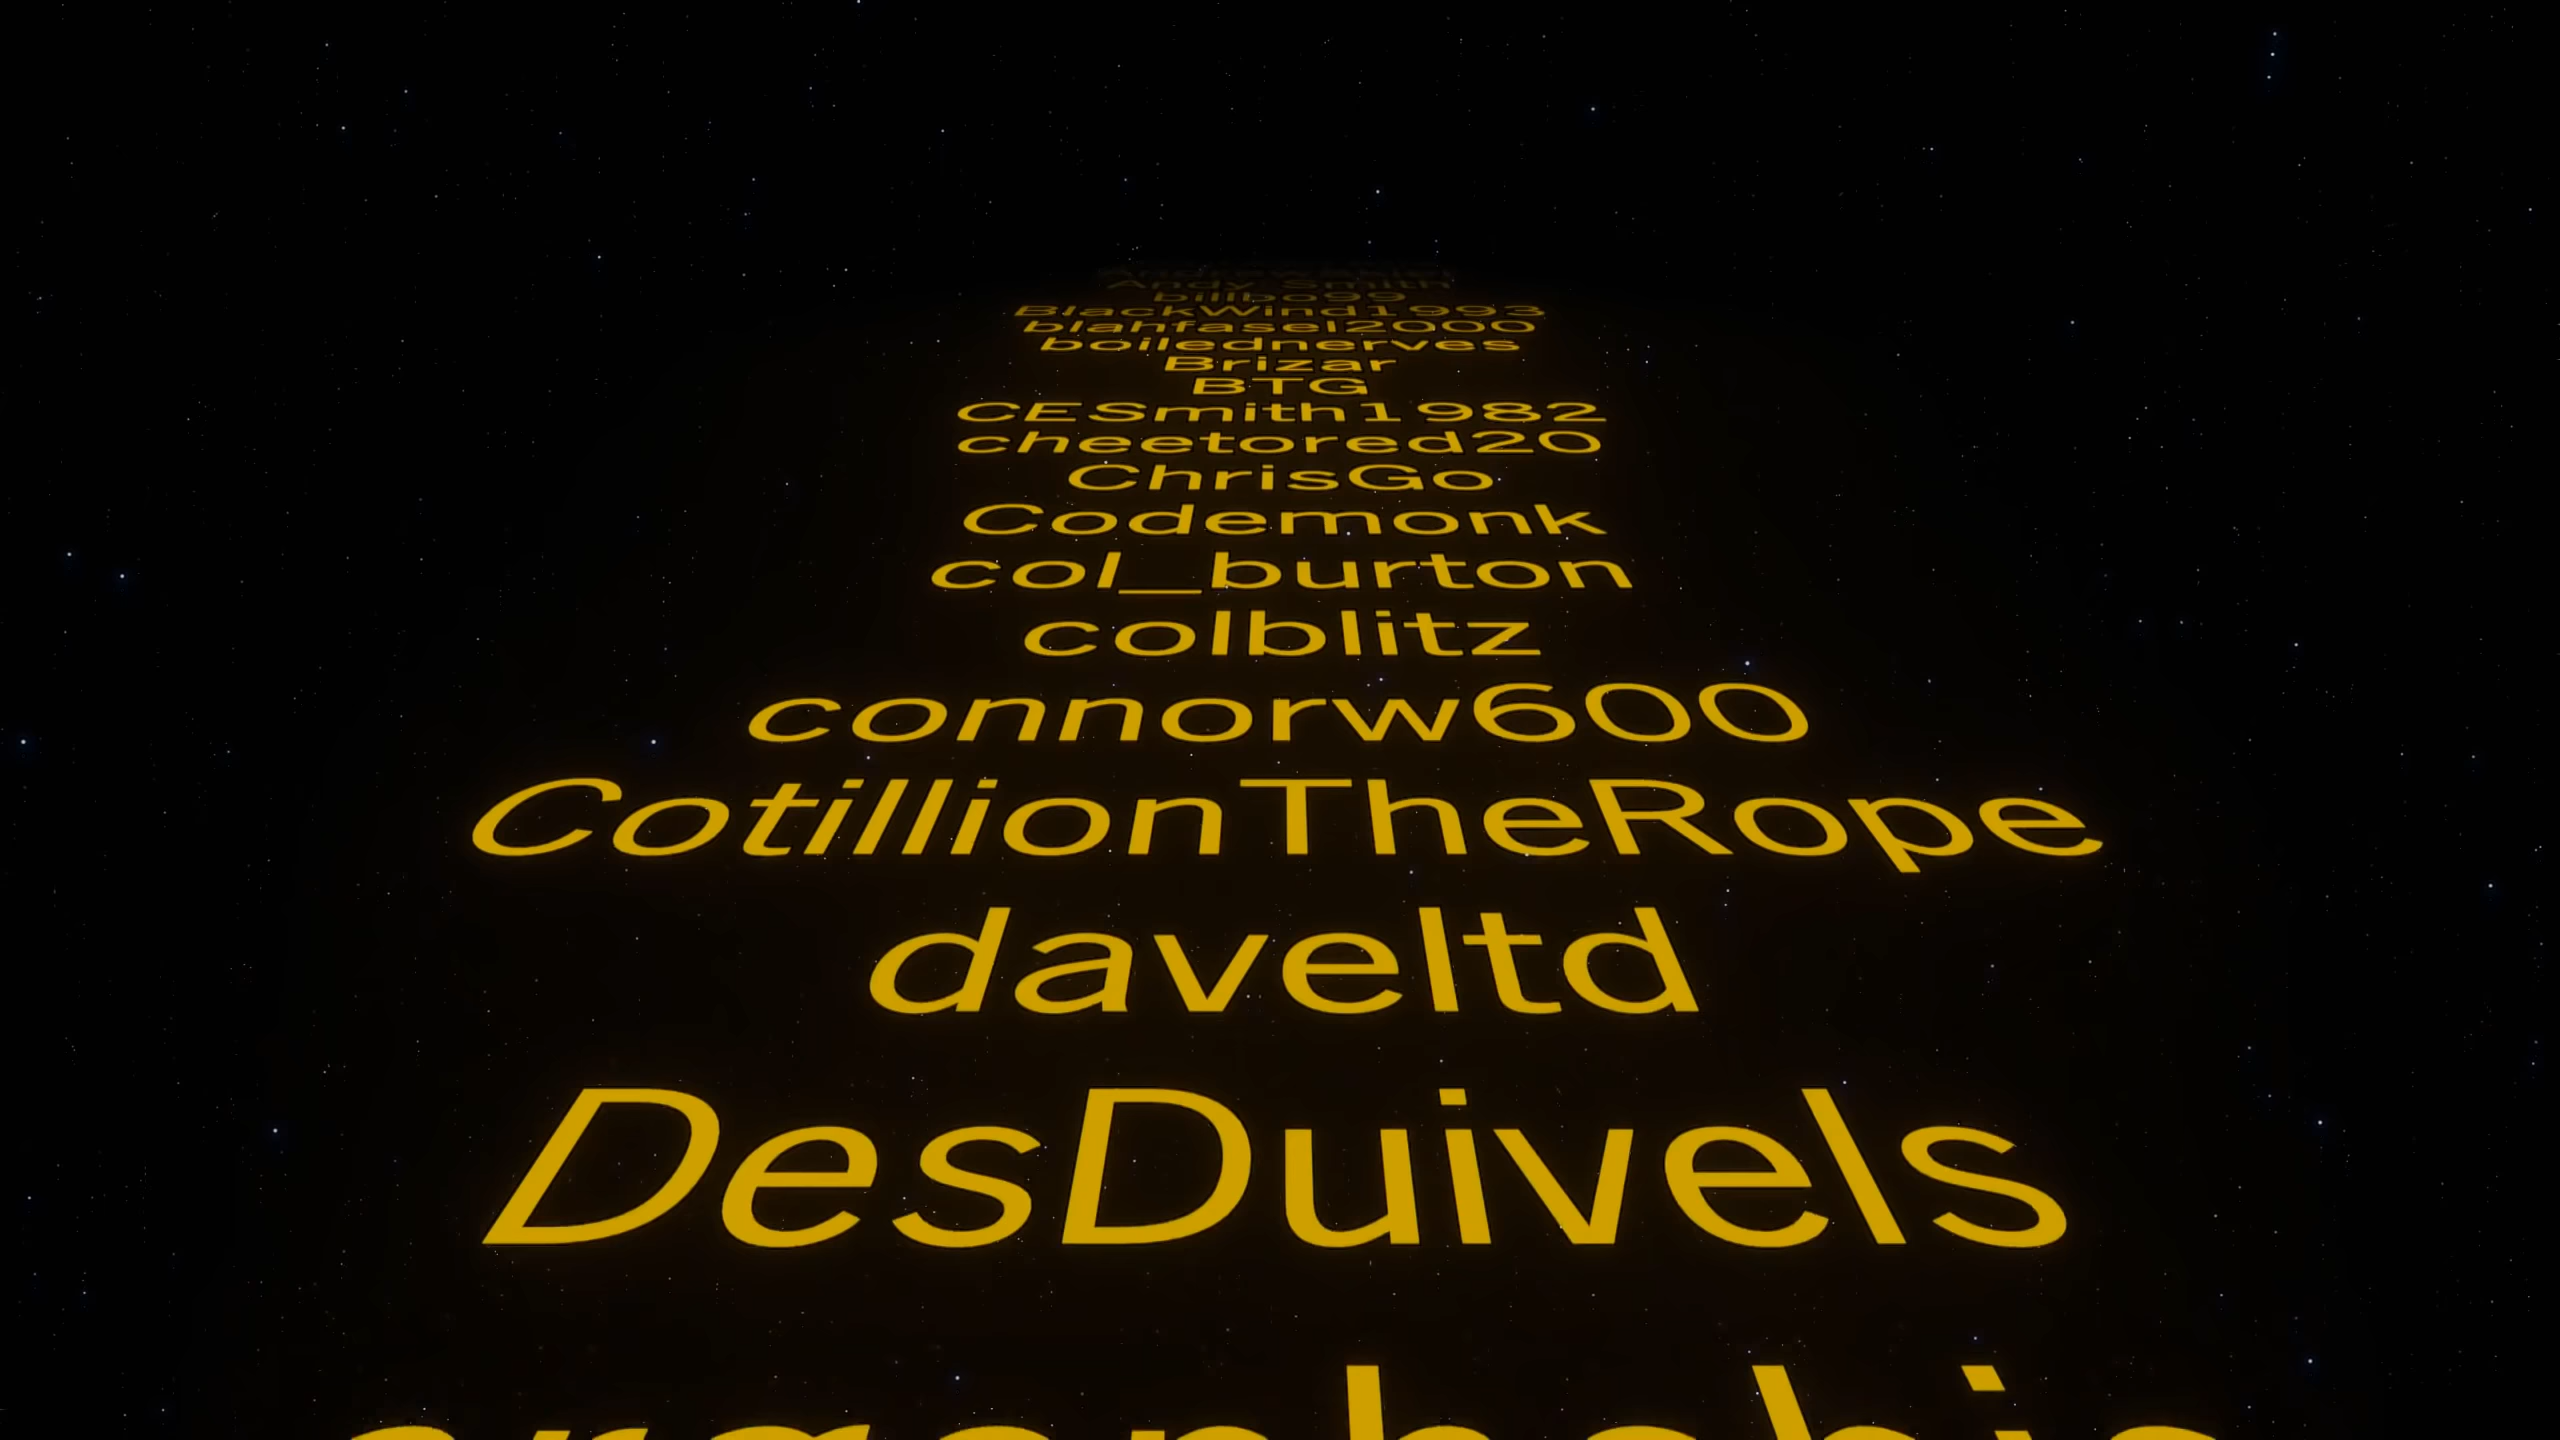 Andy Smith
billbo99
BlackWind1993
blahfasel2000
boilednerves
Brizar
BTG
CESmith1982
cheetored20
ChrisGo
Codemonk
col_burton
colblitz
connorw600
CotillionTheRope
daveltd
DesDuivels